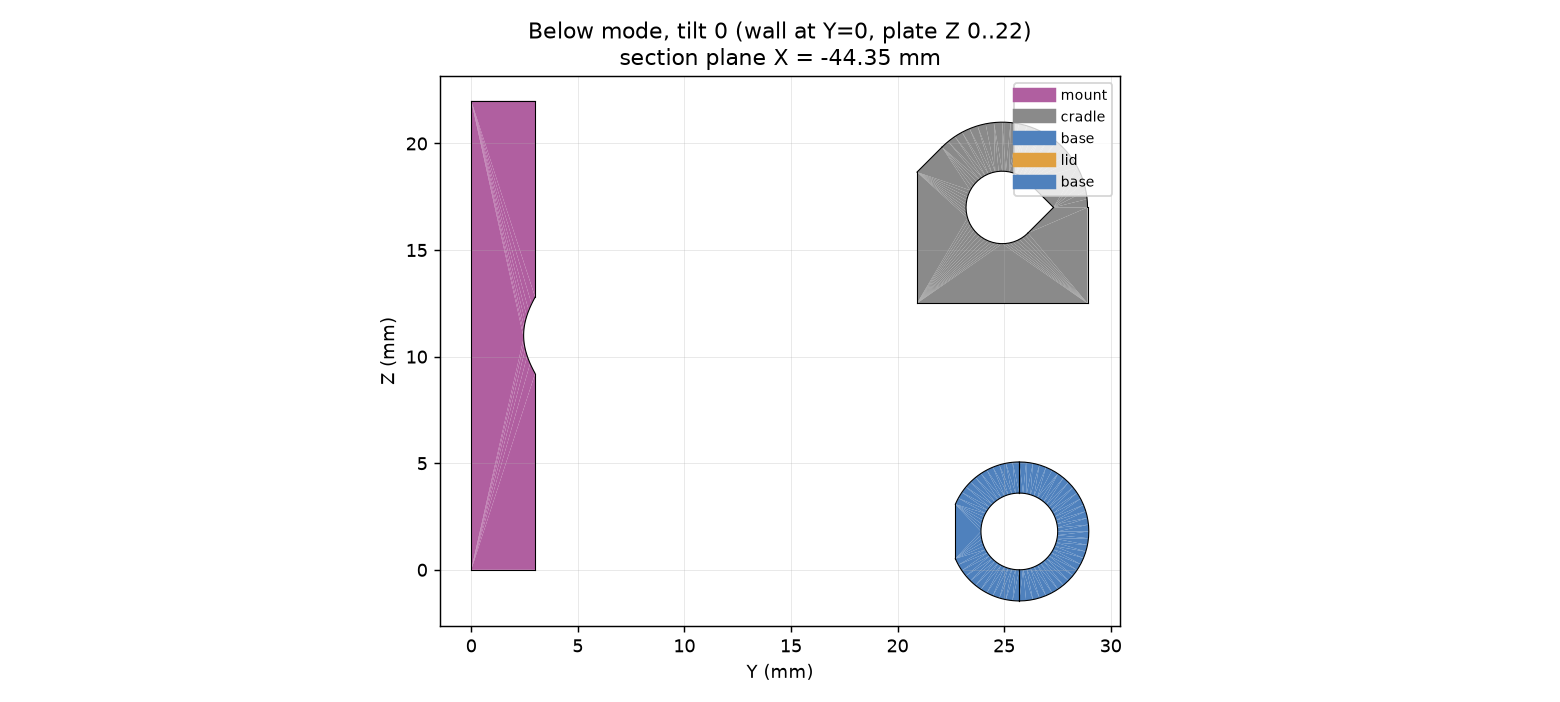 Below mode, tilt 0 (wall at Y=0, plate Z 0..22)
section plane X = -44.35 mm
mount
cradle
base
lid
base
20
15
10
5
0
Z (mm)
0
5
10
15
20
25
30
Y (mm)